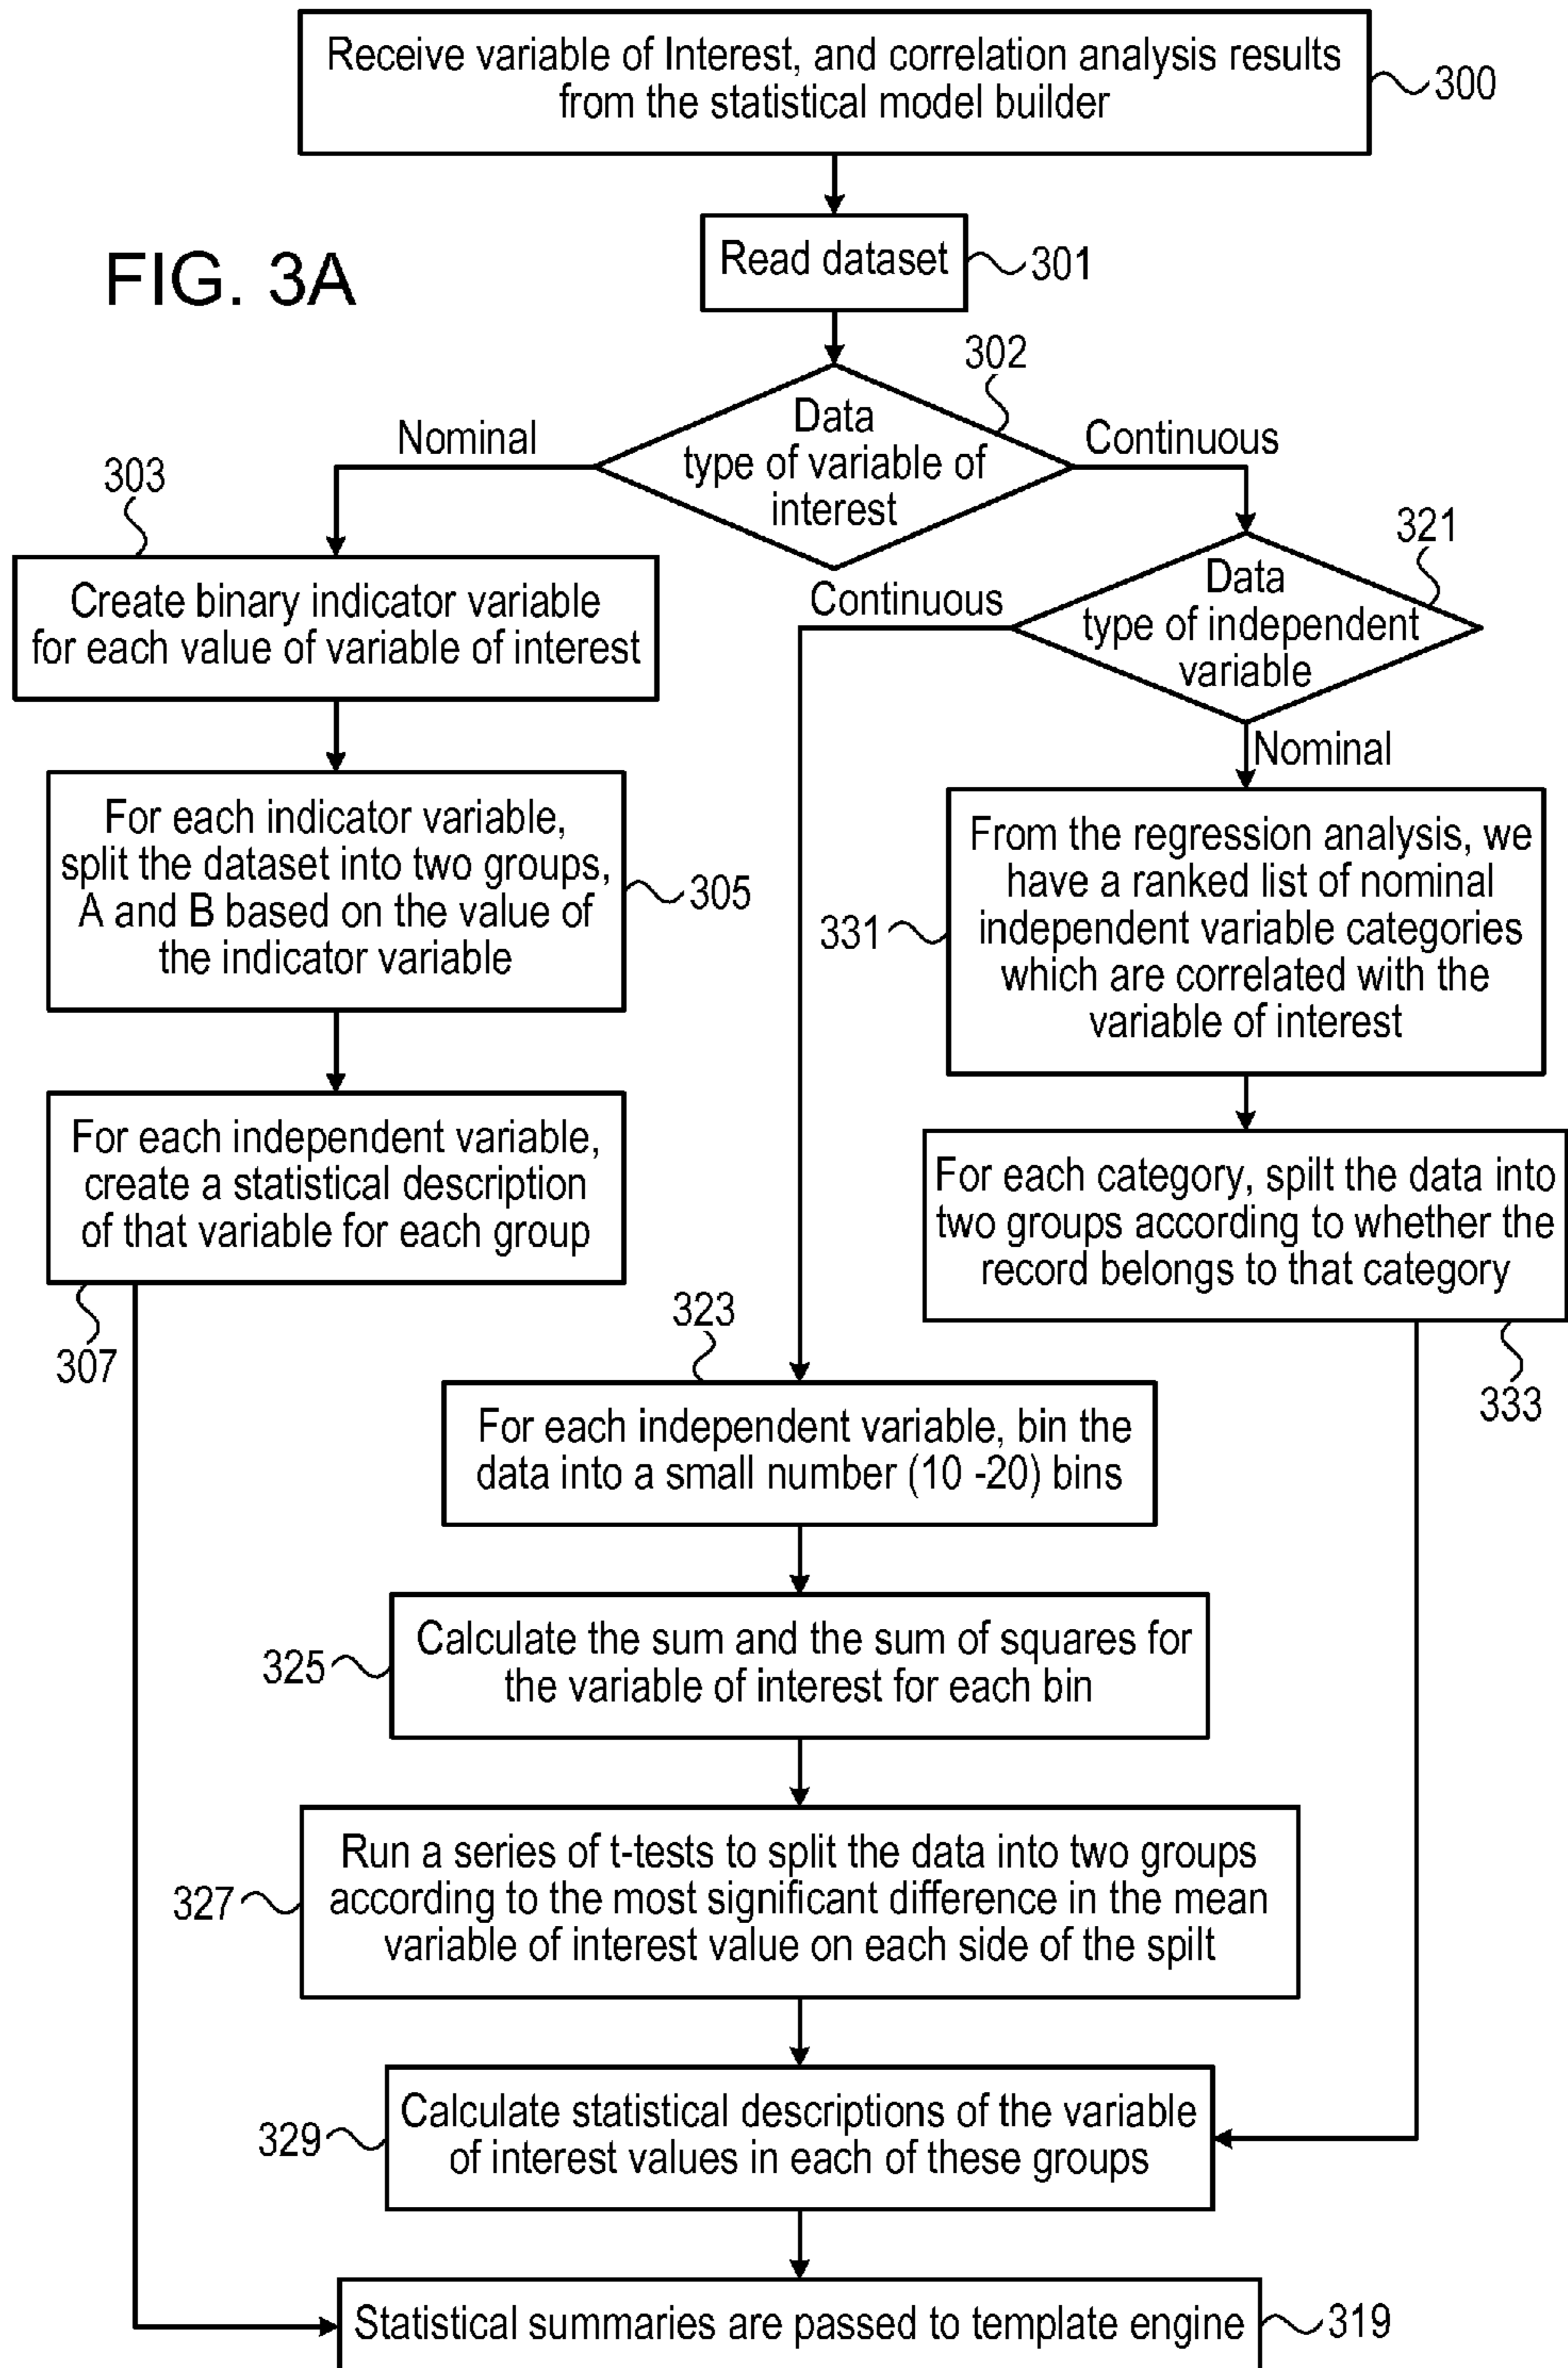 Receive variable of Interest, and correlation analysis results
from the statistical model builder
300
FIG. 3A
Read dataset
301
302
Data
type of variable of
interest
Nominal
Continuous
303
Create binary indicator variable
for each value of variable of interest
321
Data
type of independent
variable
Continuous
Nominal
For each indicator variable,
split the dataset into two groups,
A and B based on the value of
the indicator variable
305
331
From the regression analysis, we
have a ranked list of nominal
independent variable categories
which are correlated with the
variable of interest
For each independent variable,
create a statistical description
of that variable for each group
307
For each category, spilt the data into
two groups according to whether the
record belongs to that category
333
323
For each independent variable, bin the
data into a small number (10 -20) bins
325
Calculate the sum and the sum of squares for
the variable of interest for each bin
327
Run a series of t-tests to split the data into two groups
according to the most significant difference in the mean
variable of interest value on each side of the spilt
329
Calculate statistical descriptions of the variable
of interest values in each of these groups
Statistical summaries are passed to template engine
319